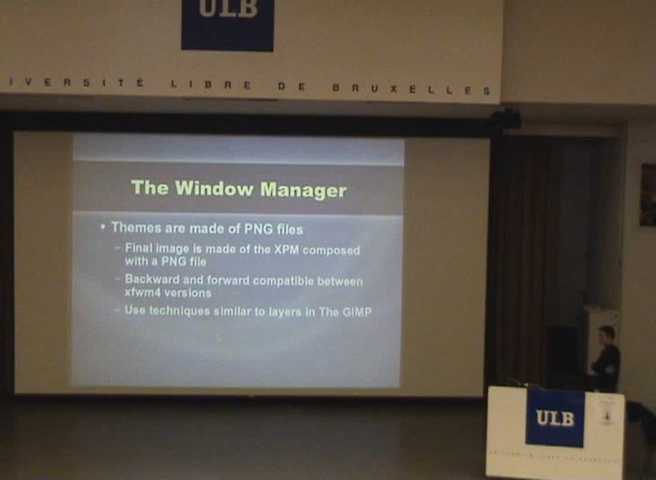 ULB
IVERSITÉ LIBRE DE BRUXELLES
The Window Manager
• Themes are made of PNG files
– Final image is made of the XPM composed
with a PNG file
– Backward and forward compatible between
xfwm4 versions
– Use techniques similar to layers in The GIMP
ULB